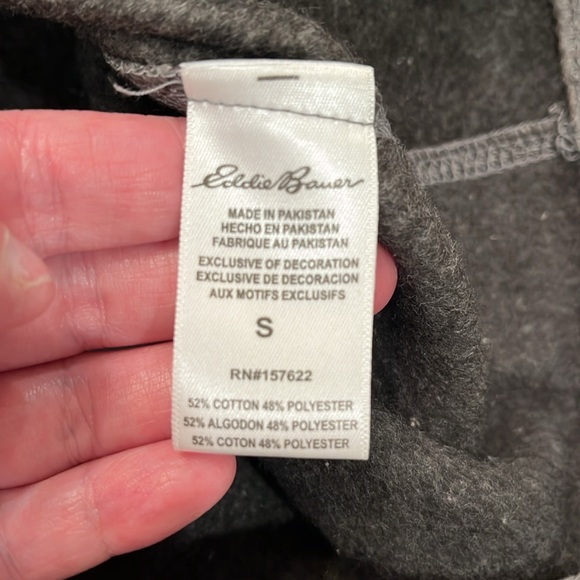 Eddie Bauer
MADE IN PAKISTAN
HECHO EN PAKISTAN
FABRIQUE AU PAKISTAN
EXCLUSIVE OF DECORATION
EXCLUSIVE DE DECORACION
AUX MOTIFS EXCLUSIFS
S
RN#157622
52% COTTON 48% POLYESTER
52% ALGODON 48% POLYESTER
52% COTON 48% POLYESTER